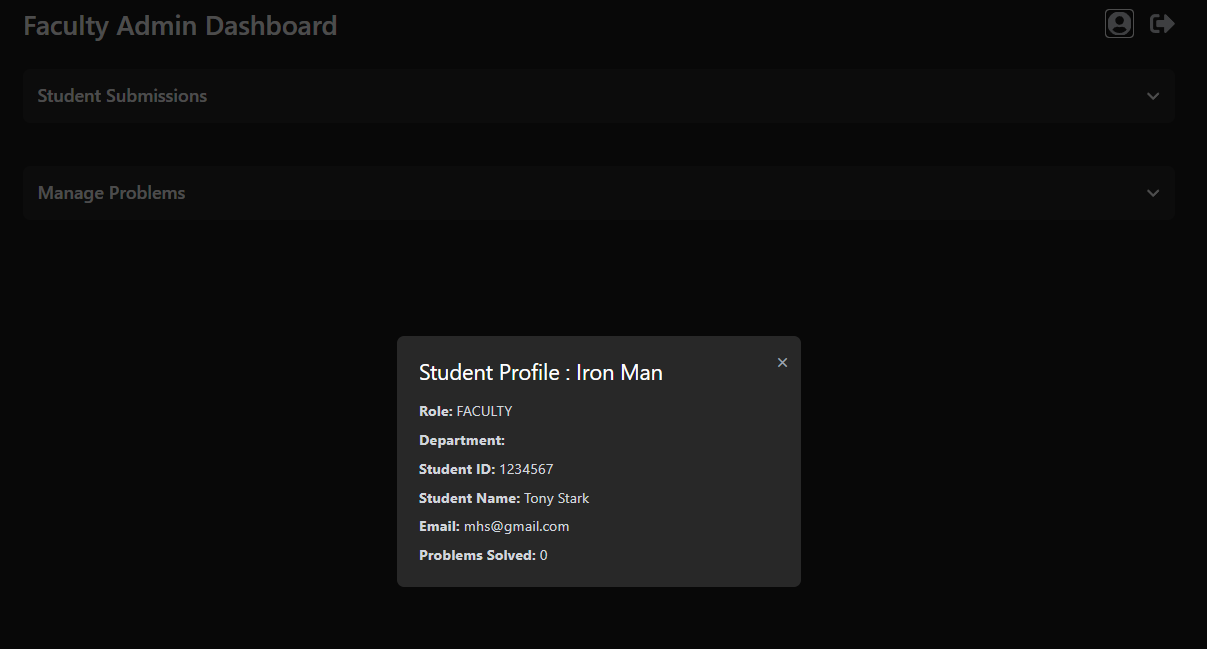 Faculty Admin Dashboard
Student Submissions
Manage Problems
Student Profile : Iron Man
Role: FACULTY
Department:
Student ID: 1234567
Student Name: Tony Stark
Email: mhs@gmail.com
Problems Solved: 0